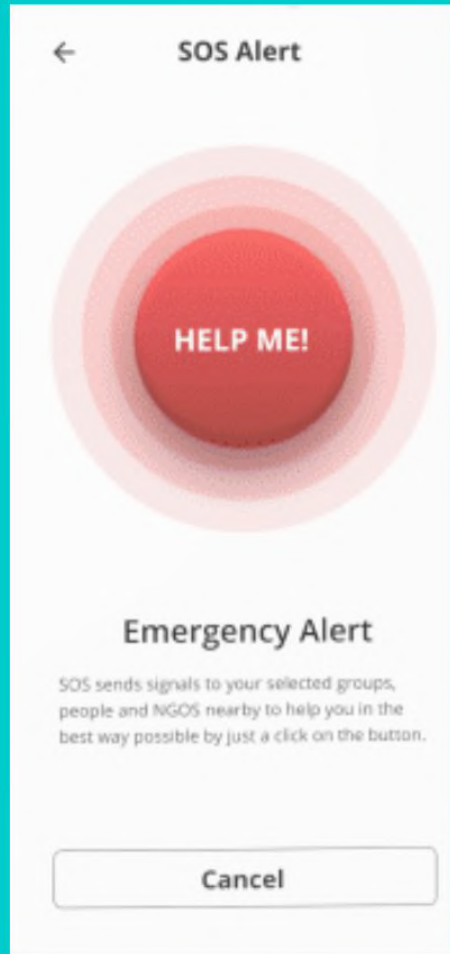 SOS Alert
HELP ME!
Emergency Alert
SOS sends signals to your selected groups,
people and NGOS nearby to help you in the
best way possible by just a click on the button.
Cancel